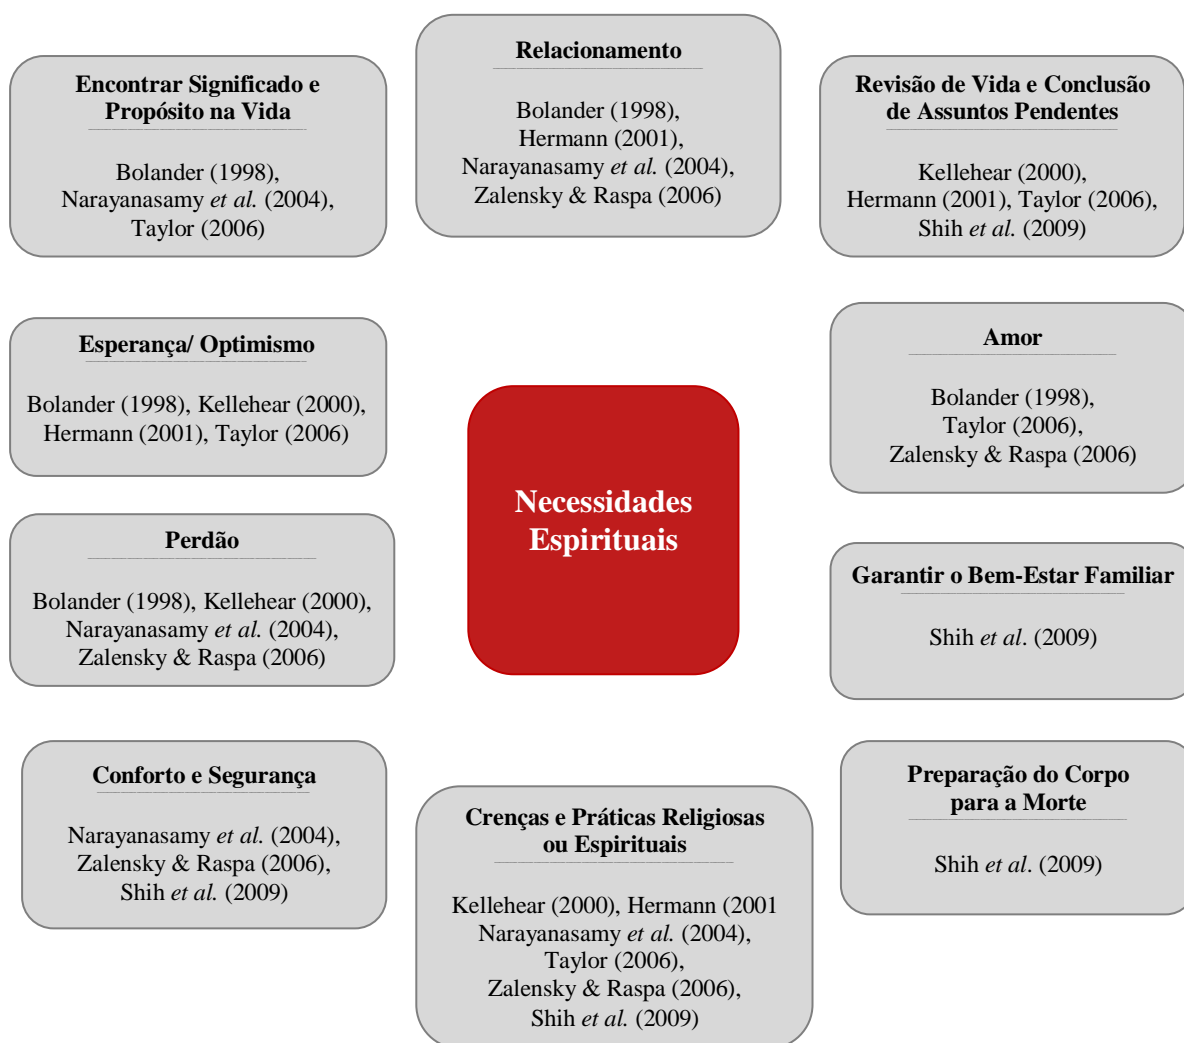 Encontrar Significado e
Propósito na Vida
Bolander (1998),
Narayanasamy et al. (2004),
Taylor (2006)
Relacionamento
Bolander (1998),
Hermann (2001),
Narayanasamy et al. (2004),
Zalensky & Raspa (2006)
Revisão de Vida e Conclusão
de Assuntos Pendentes
Kellehear (2000),
Hermann (2001), Taylor (2006),
Shih et al. (2009)
Esperança/ Optimismo
Bolander (1998), Kellehear (2000),
Hermann (2001), Taylor (2006)
Amor
Bolander (1998),
Taylor (2006),
Zalensky & Raspa (2006)
Necessidades
Espirituais
Perdão
Bolander (1998), Kellehear (2000),
Narayanasamy et al. (2004),
Zalensky & Raspa (2006)
Garantir o Bem-Estar Familiar
Shih et al. (2009)
Conforto e Segurança
Narayanasamy et al. (2004),
Zalensky & Raspa (2006),
Shih et al. (2009)
Crenças e Práticas Religiosas
ou Espirituais
Kellehear (2000), Hermann (2001
Narayanasamy et al. (2004),
Taylor (2006),
Zalensky & Raspa (2006),
Shih et al. (2009)
Preparação do Corpo
para a Morte
Shih et al. (2009)